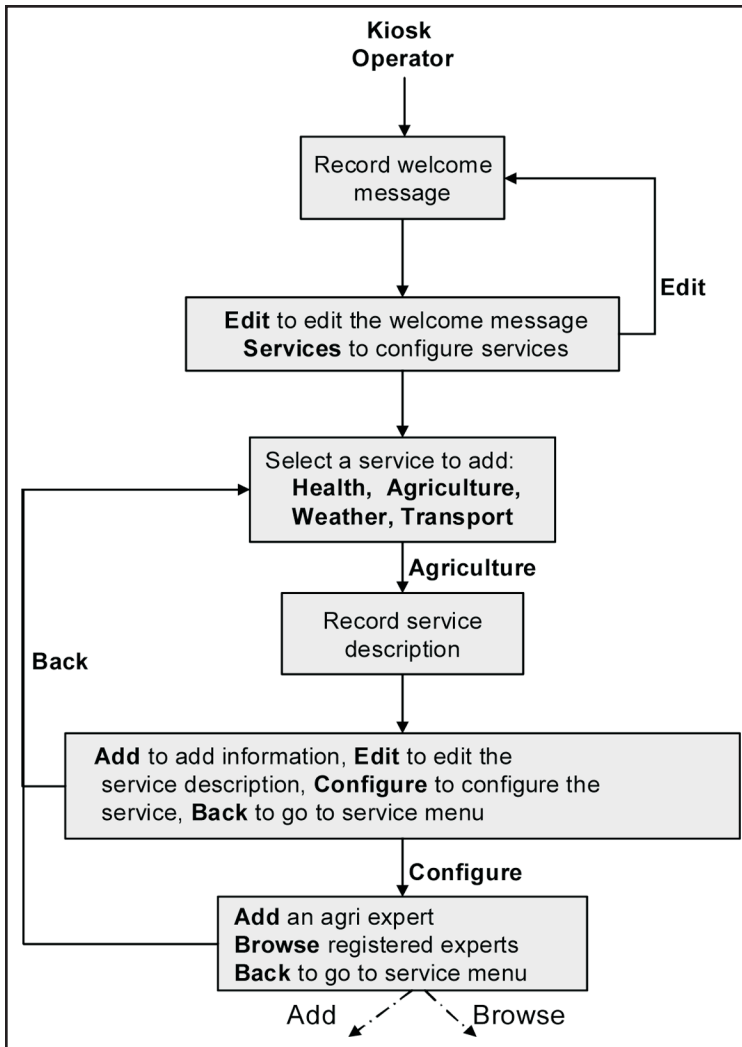 Kiosk
Operator
Record welcome
message
Edit
Edit to edit the welcome message
Services to configure services
Select a service to add:
Health, Agriculture,
Weather, Transport
Agriculture
Record service
description
Back
Add to add information, Edit to edit the
service description, Configure to configure the
service, Back to go to service menu
Configure
Add an agri expert
Browse registered experts
Back to go to service menu
Add
Browse